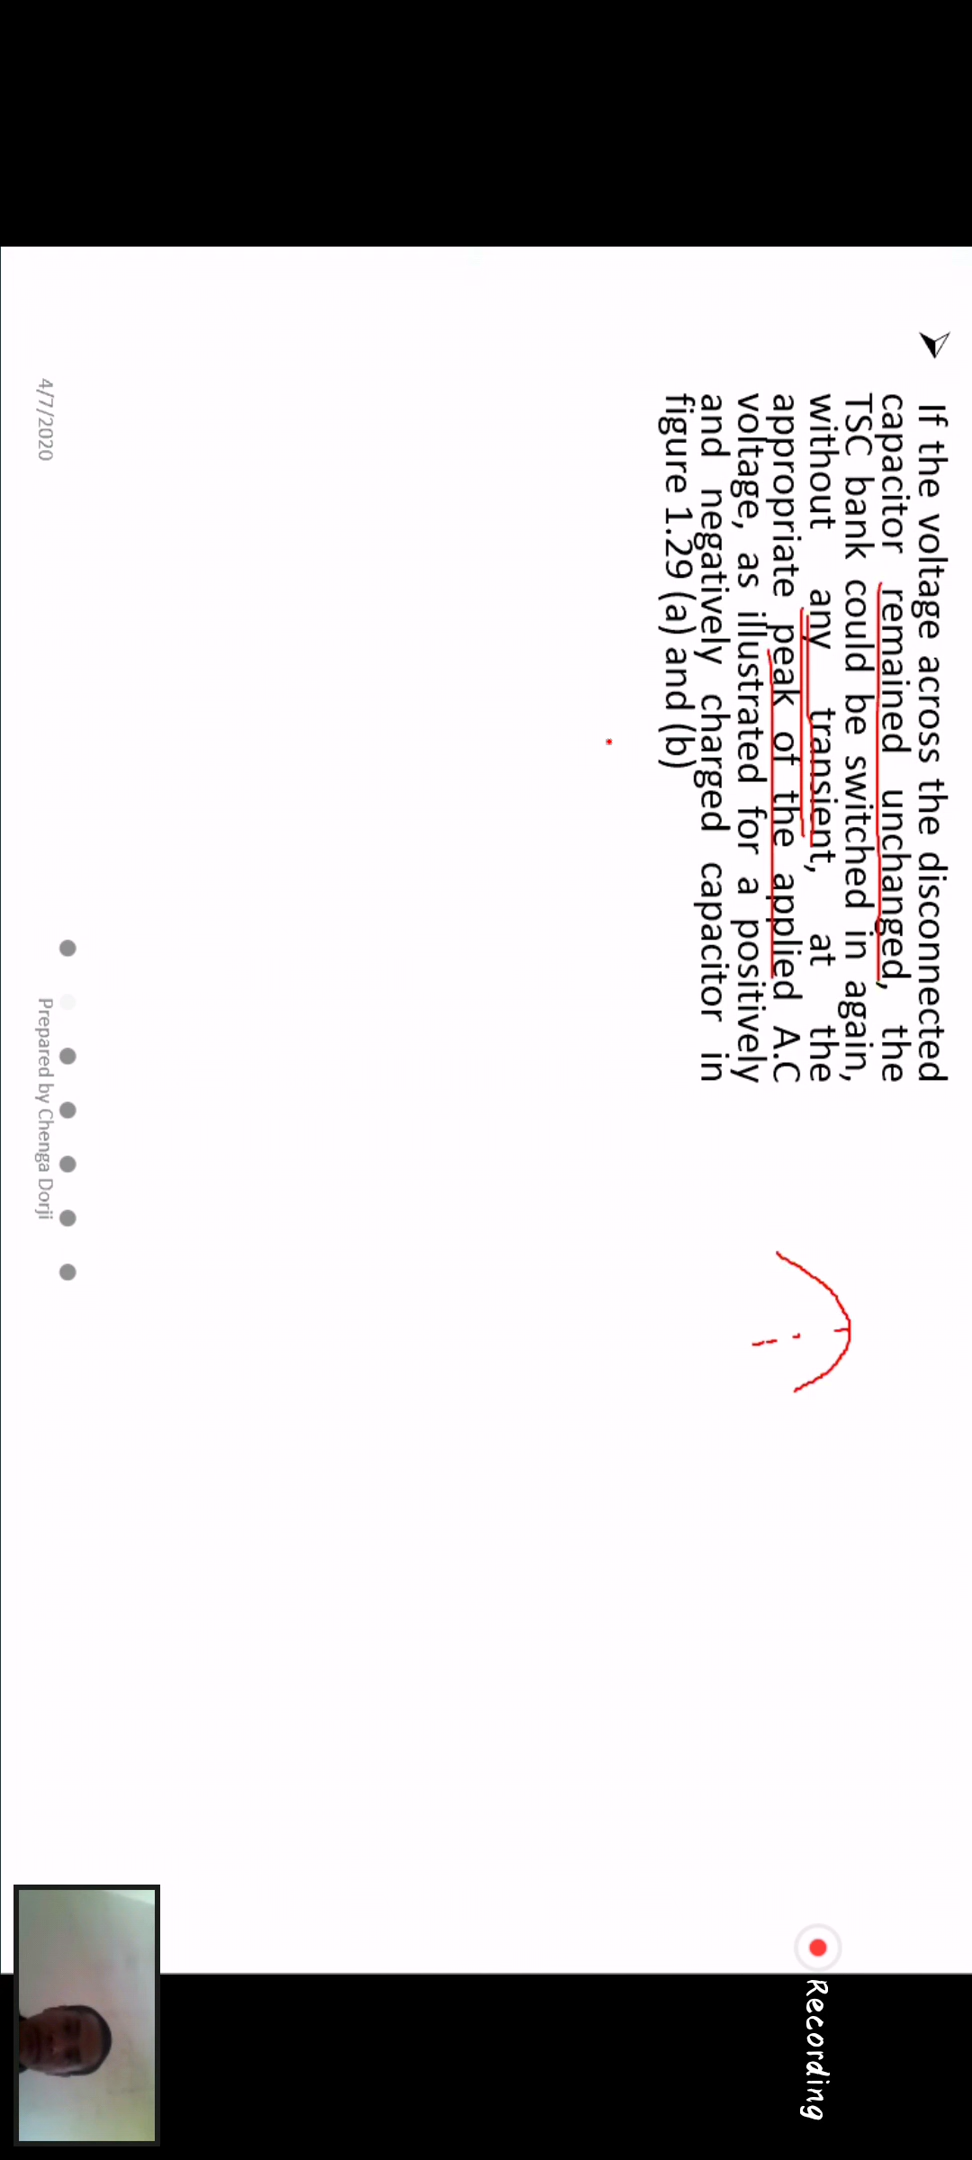 If the voltage across the disconnected
capacitor remained unchanged, the
TSC bank could be switched in again,
without any transient, at the
appropriate peak of the applied A.C
voltage, as illustrated for a positively
and negatively charged capacitor in
figure 1.29 (a) and (b)
4/7/2020
Prepared by Chenga Dorji
Recording